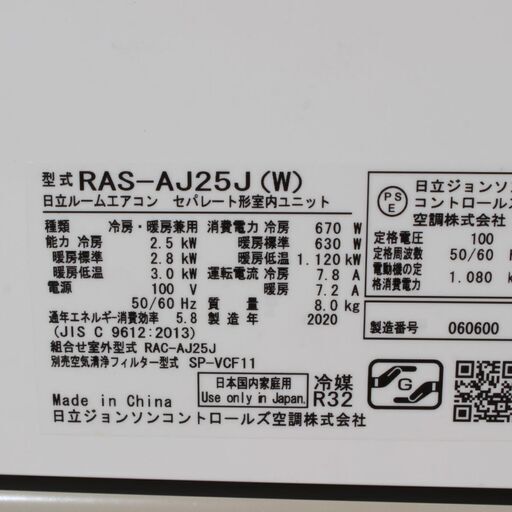 型式 RAS-AJ25J(W)
日立ルームエアコン セパレート形室内ユニット
種類 冷房・暖房兼用
能力 冷房 2.5 kW
暖房標準 2.8 kW
暖房低温 3.0 kW
電源 100 V
50/60 Hz
通年エネルギー消費効率 5.8
(JIS C 9612:2013)
組合せ室外型式 RAC-AJ25J
別売空気清浄フィルター型式 SP-VCF11
消費電力 冷房 670 W
暖房標準 630 W
暖房低温 1.120 kW
運転電流 冷房 7.8 A
暖房 7.2 A
質量 8.0 kg
製造年 2020
Made in China
日立ジョンソンコントロールズ空調株式会社
日本国内家庭用
Use only in Japan.
冷媒
R32
PS
E
日立ジョンソン
コントロールズ
空調株式会社
定格電圧 100
定格周波数 50/60
電動機の定
格消費電力 1.080
製造番号 060600
G